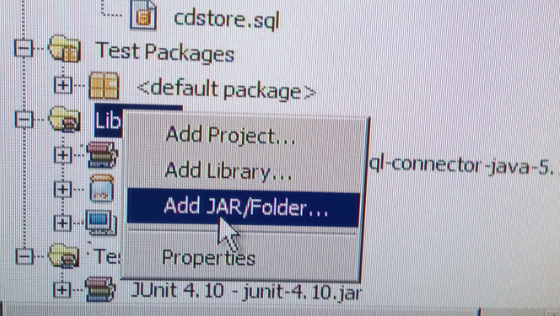 cdstore.sql
Test Packages
<default package>
Lib
Add Project...
Add Library...
ql-connector-java-5.
Add JAR/Folder...
Tes
Properties
JUnit 4.10 - junit-4.10.jar